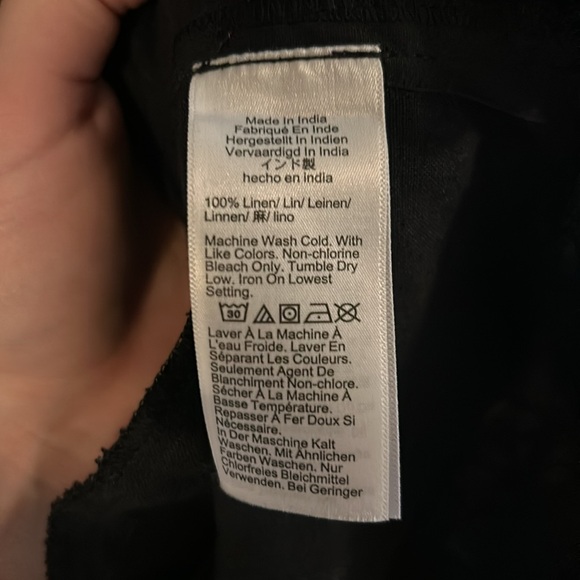 Made In India
Fabriqué En Inde
Hergestellt In Indien
Vervaardigd In India
インド製
hecho en india
100% Linen/ Lin/ Leinen/
Linnen/ 麻/ lino
Machine Wash Cold. With
Like Colors. Non-chlorine
Bleach Only. Tumble Dry
Low. Iron On Lowest
Setting.
30
Laver À La Machine À
L'eau Froide. Laver En
Séparant Les Couleurs.
Seulement Agent De
Blanchiment Non-chlore.
Sécher À La Machine À
Basse Température.
Repasser À Fer Doux Si
Nécessaire.
In Der Maschine Kalt
Waschen. Mit Ähnlichen
Farben Waschen. Nur
Chlorfreies Bleichmittel
Verwenden. Bei Geringer